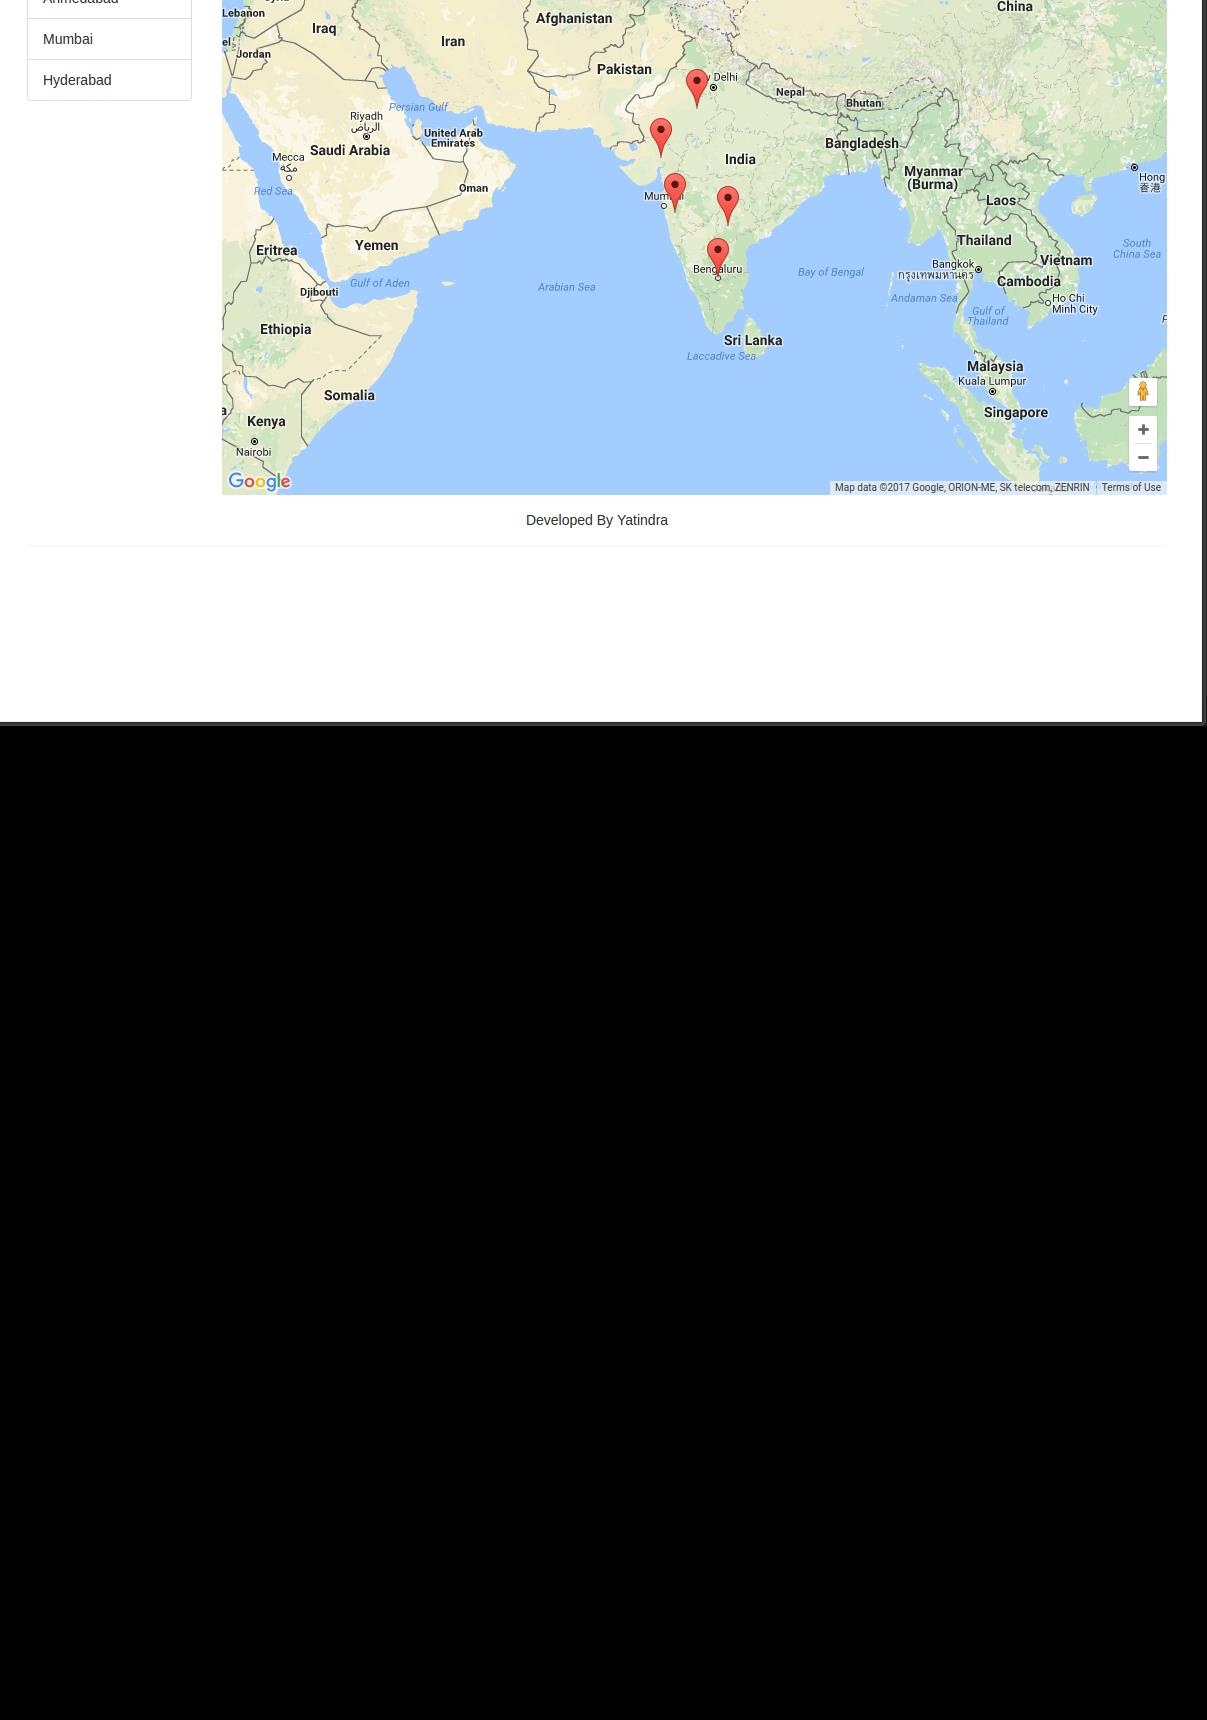 Ahmedabad
Mumbai
Hyderabad
Lebanon
Iraq
Iran
Afghanistan
China
el
Jordan
Pakistan
y Delhi
Nepal
Bhutan
Persian Gulf
Riyadh
الرياض
United Arab
Emirates
Saudi Arabia
Bangladesh
India
Mecca
مكة
Myanmar
(Burma)
Hong
香港
Red Sea
Oman
Mum
Laos
Eritrea
Yemen
Thailand
South
China Sea
Vietnam
Bengaluru
Bangkok
กรุงเทพมหานคร
Bay of Bengal
Gulf of Aden
Arabian Sea
Cambodia
Djibouti
Andaman Sea
Ho Chi
Minh City
Gulf of
Thailand
Ethiopia
Sri Lanka
Laccadive Sea
Malaysia
Kuala Lumpur
Somalia
Singapore
Kenya
Nairobi
Google
Map data ©2017 Google, ORION-ME, SK telecom, ZENRIN
Terms of Use
Developed By Yatindra